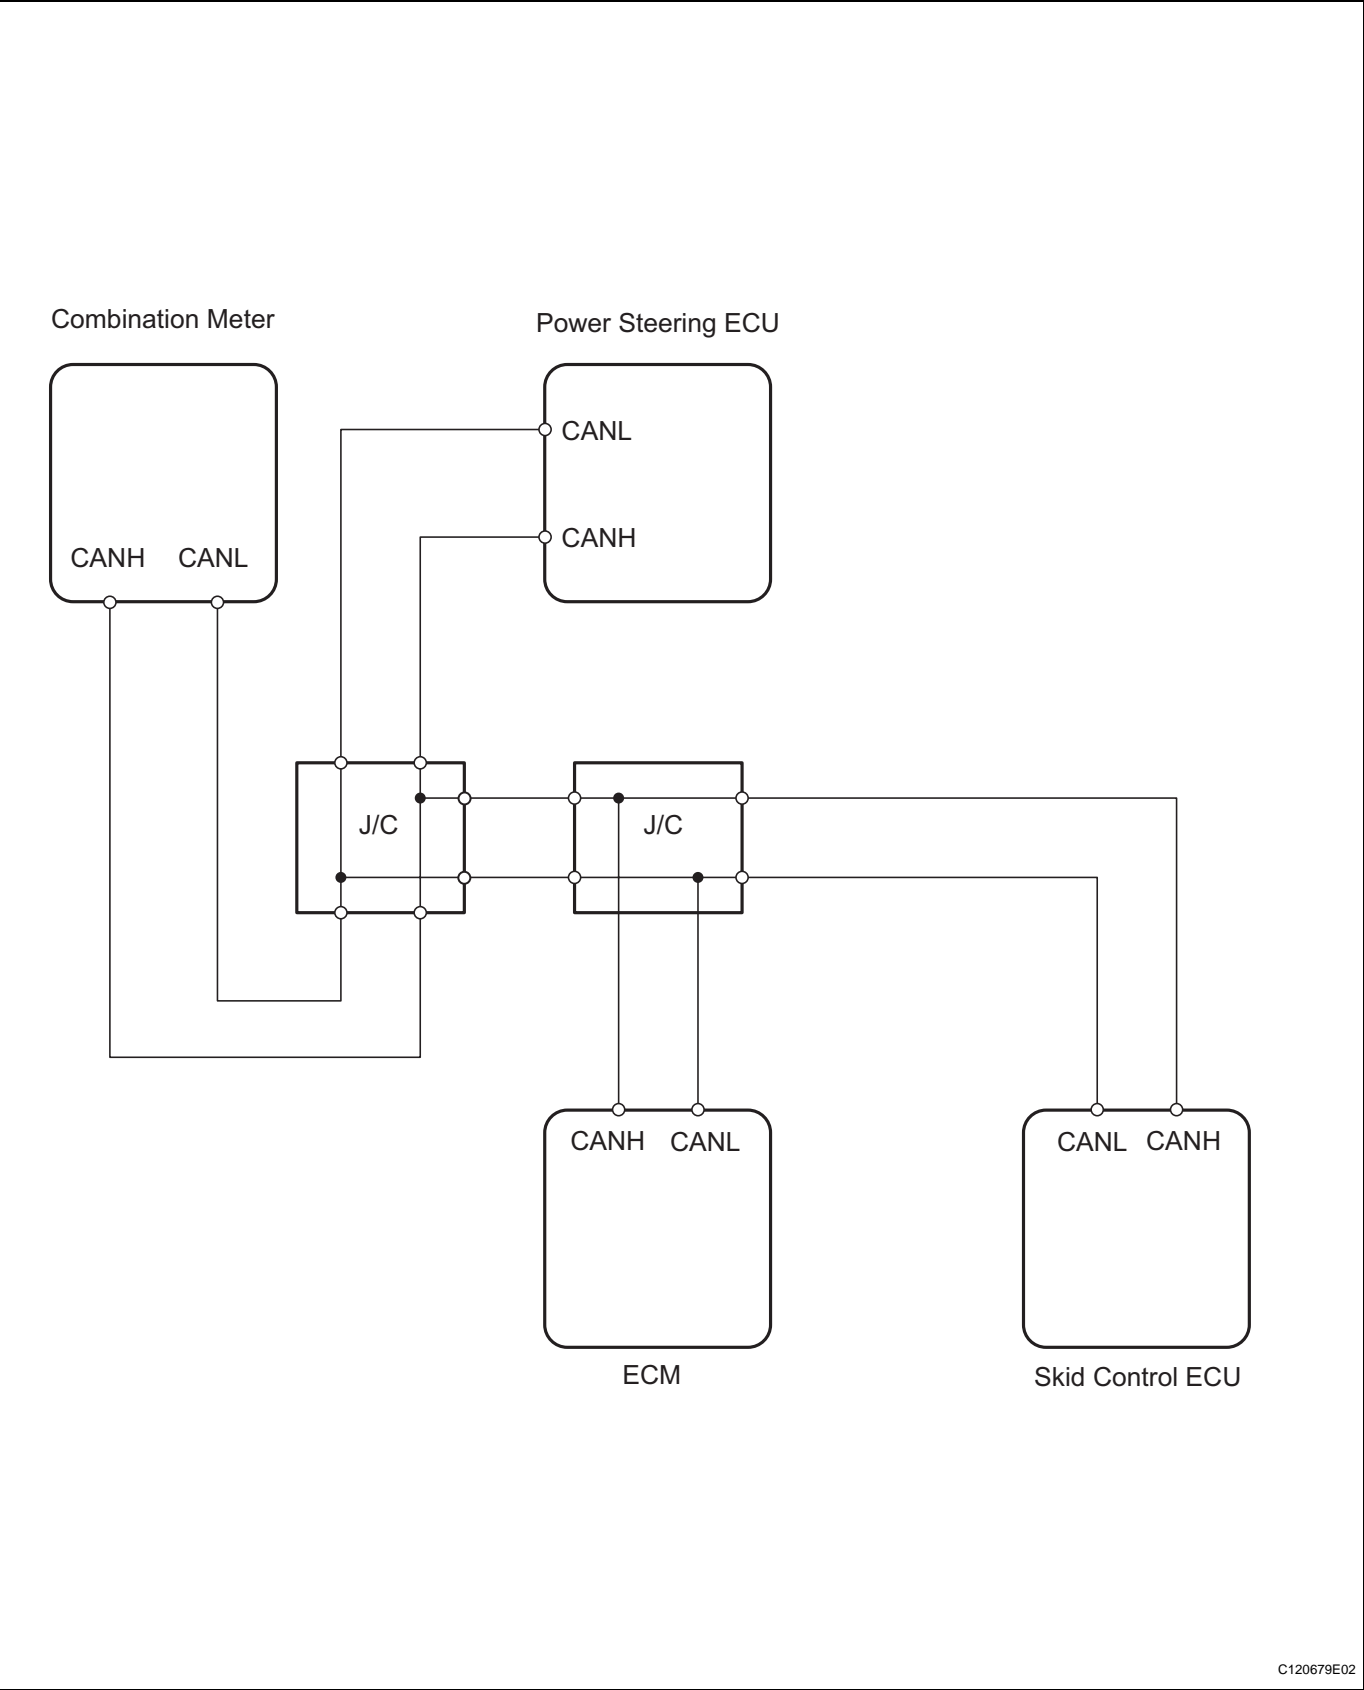 Combination Meter
Power Steering ECU
CANL
CANH
CANH CANL
J/C
J/C
CANH CANL
CANL CANH
ECM
Skid Control ECU
C120679E02